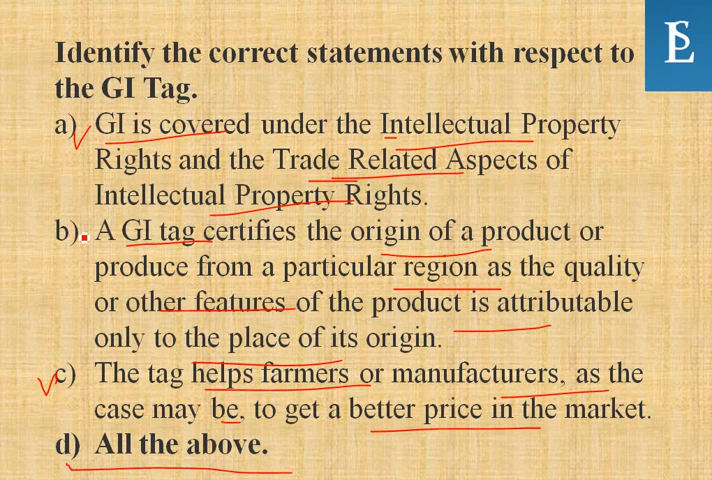 SL
Identify the correct statements with respect to
the GI Tag.
a) GI is covered under the Intellectual Property
Rights and the Trade Related Aspects of
Intellectual Property Rights.
b). A GI tag certifies the origin of a product or
produce from a particular region as the quality
or other features of the product is attributable
only to the place of its origin.
c) The tag helps farmers or manufacturers, as the
case may be, to get a better price in the market.
d) All the above.